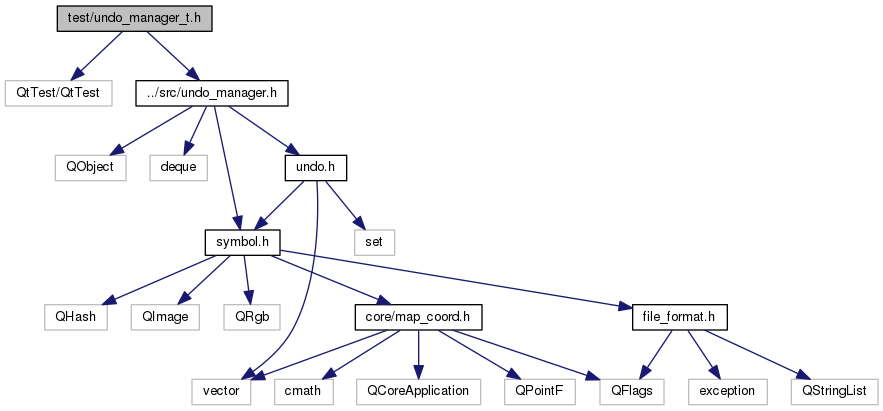 test/undo_manager_t.h
QtTest/QtTest
../src/undo_manager.h
QObject
deque
undo.h
symbol.h
set
QHash
QImage
QRgb
core/map_coord.h
file_format.h
vector
cmath
QCoreApplication
QPointF
QFlags
exception
QStringList